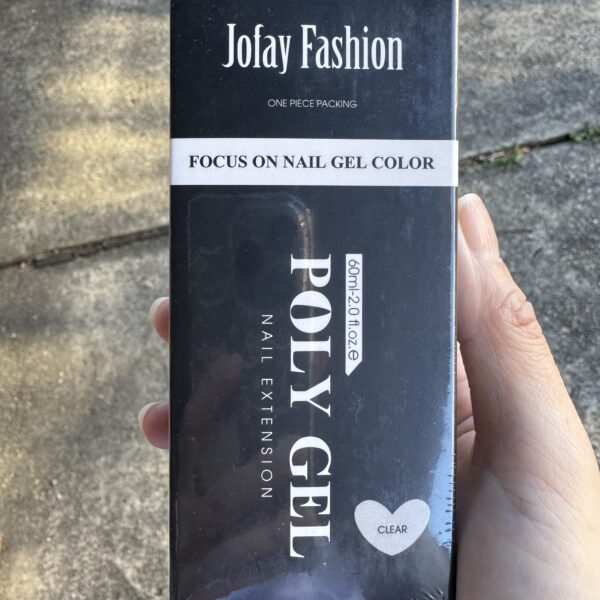 Jofay Fashion
ONE PIECE PACKING
FOCUS ON NAIL GEL COLOR
60ml-2.0 fl.oz.e
POLY GEL
NAIL EXTENSION
CLEAR